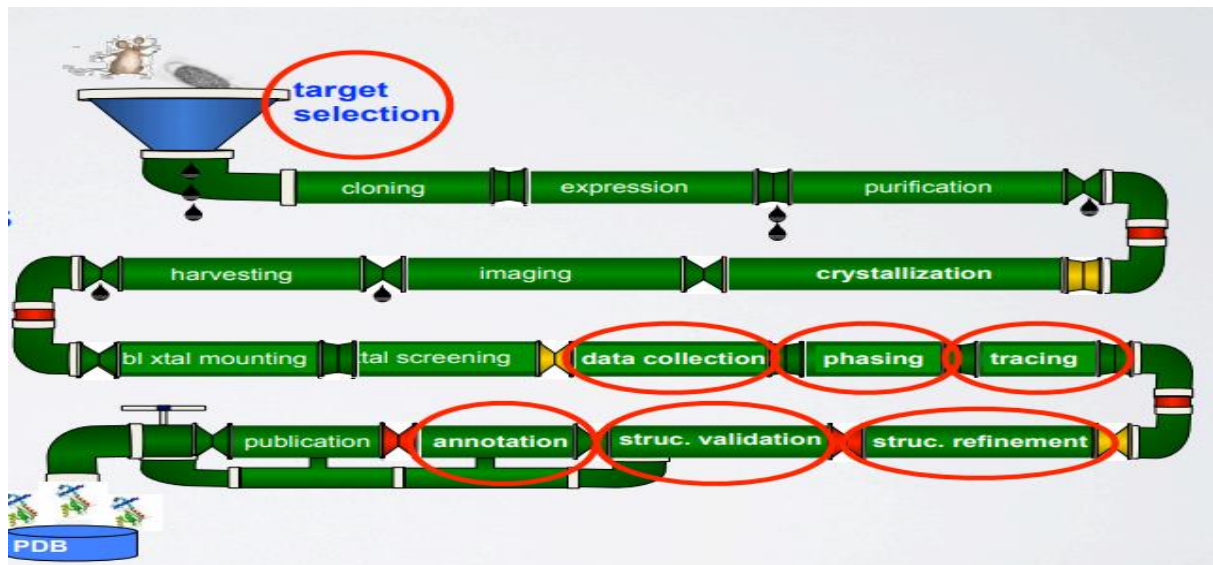 target
selection
cloning expression purification
harvesting imaging crystallization
bl xtal mounting tal screening data collection phasing tracing
publication annotation struc. validation struc. refinement
PDB